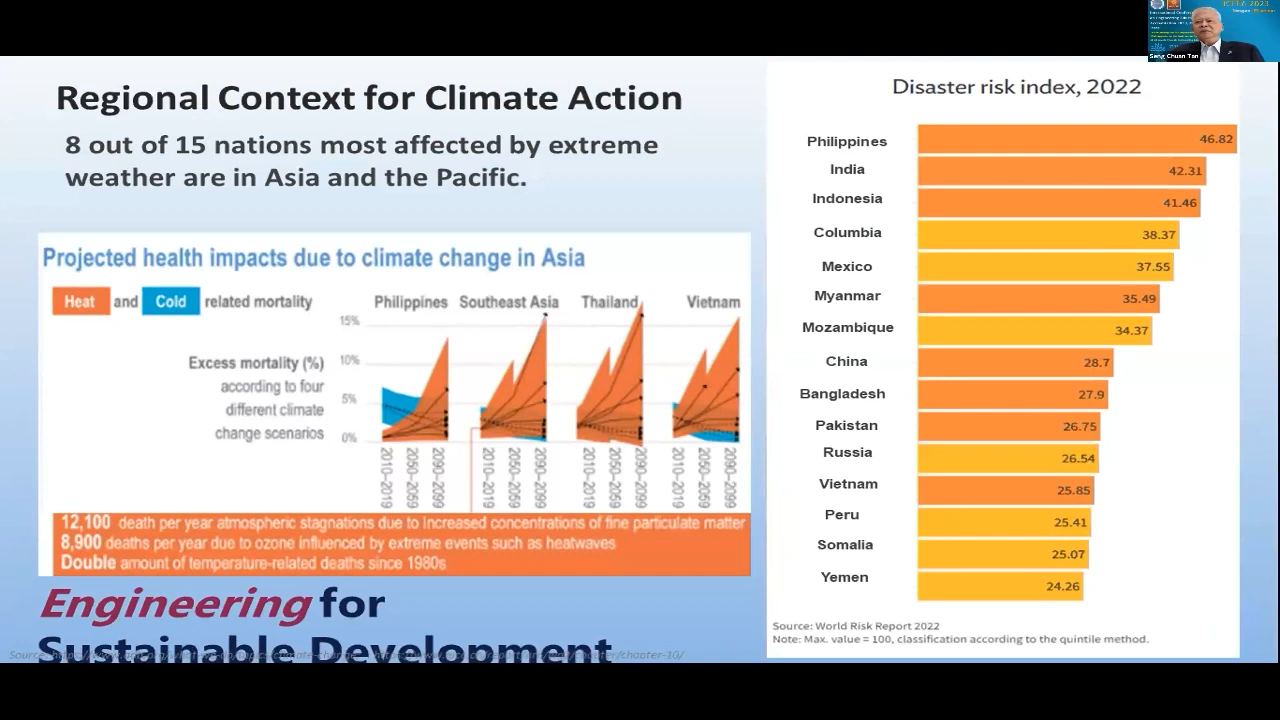 ICEEA 2023
Seng Chuan Tan
Regional Context for Climate Action
8 out of 15 nations most affected by extreme
weather are in Asia and the Pacific.
Projected health impacts due to climate change in Asia
Heat and Cold related mortality
Philippines Southeast Asia Thailand Vietnam
Excess mortality (%)
according to four
different climate
change scenarios
15%
10%
5%
0%
2010–2019 2050–2059 2090–2099 2010–2019 2050–2059 2090–2099 2010–2019 2050–2059 2090–2099 2010–2019 2050–2059 2090–2099
12,100 death per year atmospheric stagnations due to Increased concentrations of fine particulate matter
8,900 deaths per year due to ozone influenced by extreme events such as heatwaves
Double amount of temperature-related deaths since 1980s
Engineering for
Sustainable Development
Disaster risk index, 2022
Philippines 46.82
India 42.31
Indonesia 41.46
Columbia 38.37
Mexico 37.55
Myanmar 35.49
Mozambique 34.37
China 28.7
Bangladesh 27.9
Pakistan 26.75
Russia 26.54
Vietnam 25.85
Peru 25.41
Somalia 25.07
Yemen 24.26
Source: World Risk Report 2022
Note: Max. value = 100, classification according to the quintile method.